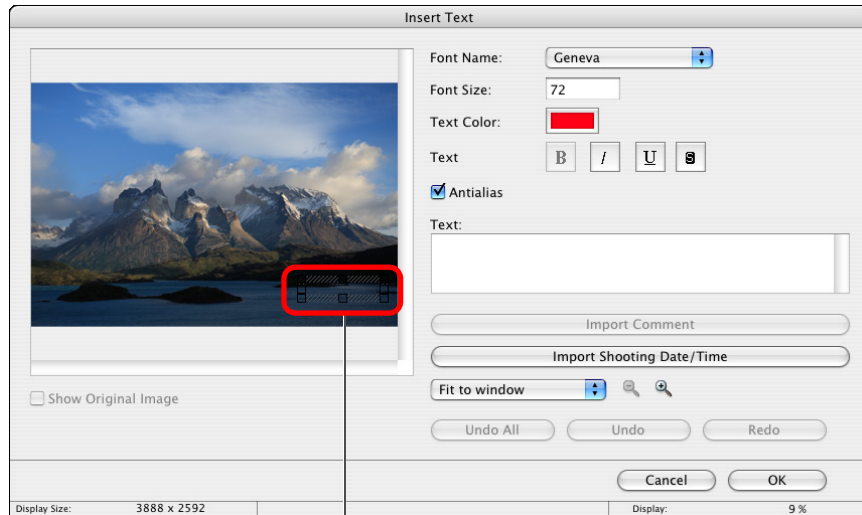 Insert Text
Font Name: Geneva
Font Size: 72
Text Color:
Text B I U S
Antialias
Text:
Import Comment
Import Shooting Date/Time
Fit to window
Show Original Image
Undo All Undo Redo
Cancel OK
Display Size: 3888 x 2592 Display: 9 %